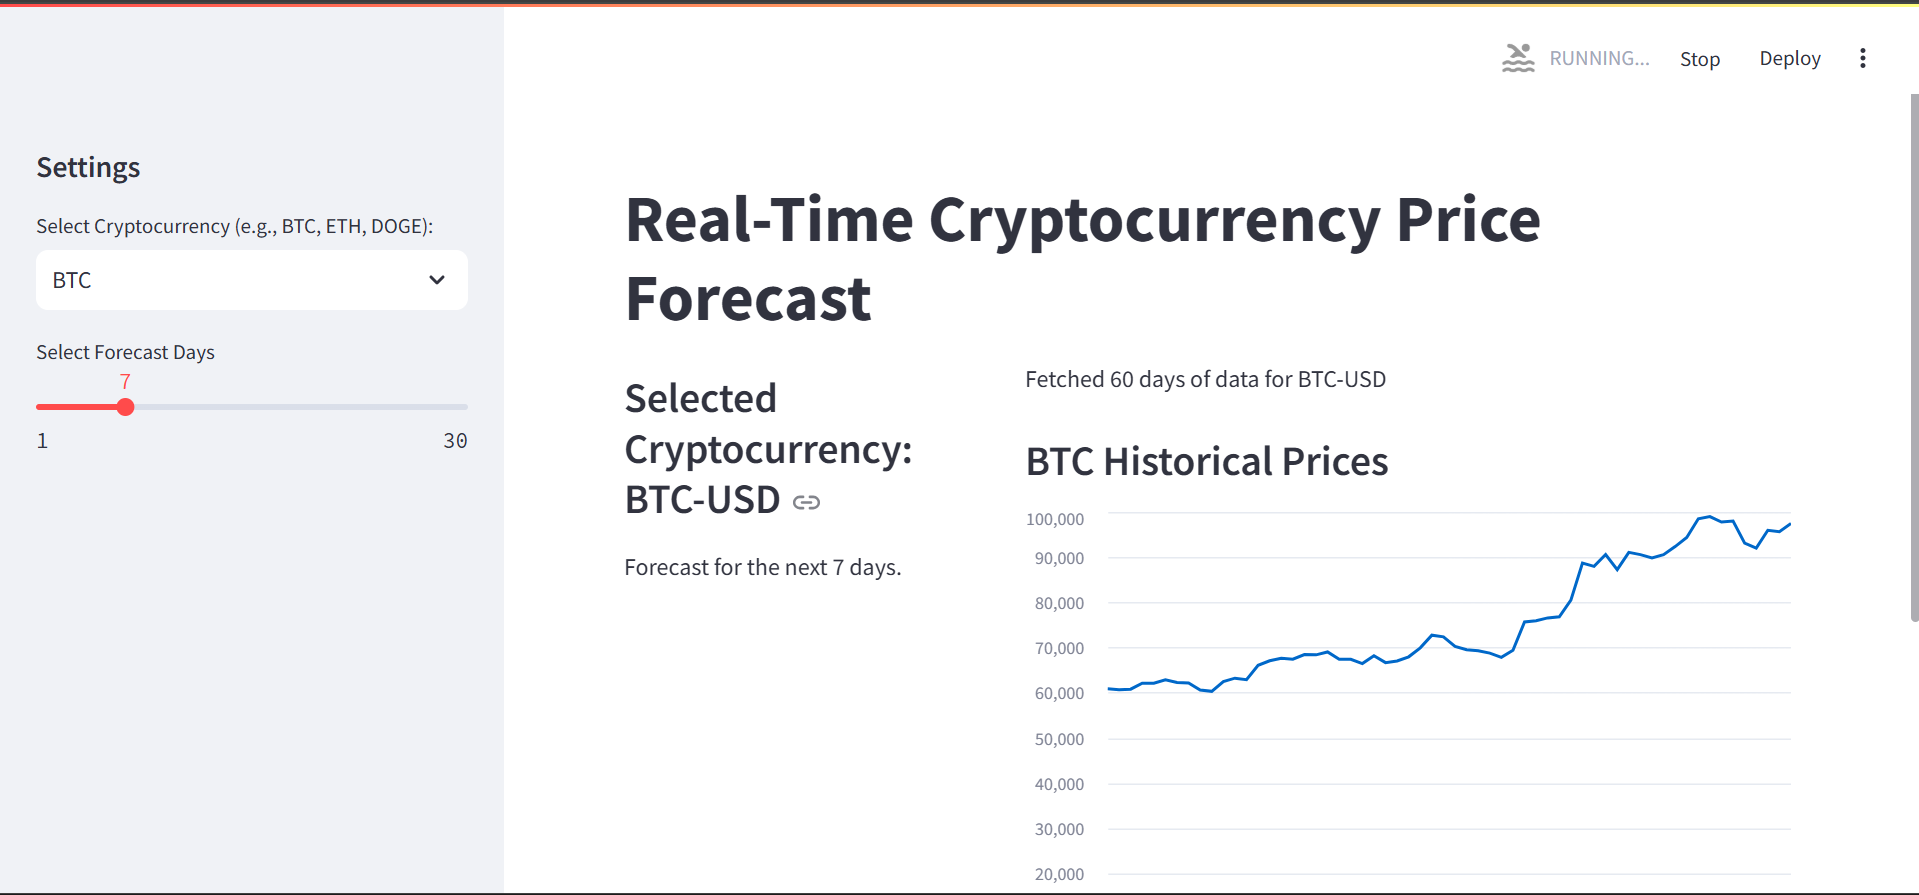 RUNNING...
Stop
Deploy
Settings
Select Cryptocurrency (e.g., BTC, ETH, DOGE):
BTC
Select Forecast Days
7
1
30
Real-Time Cryptocurrency Price
Forecast
Selected
Cryptocurrency:
BTC-USD
Forecast for the next 7 days.
Fetched 60 days of data for BTC-USD
BTC Historical Prices
100,000
90,000
80,000
70,000
60,000
50,000
40,000
30,000
20,000